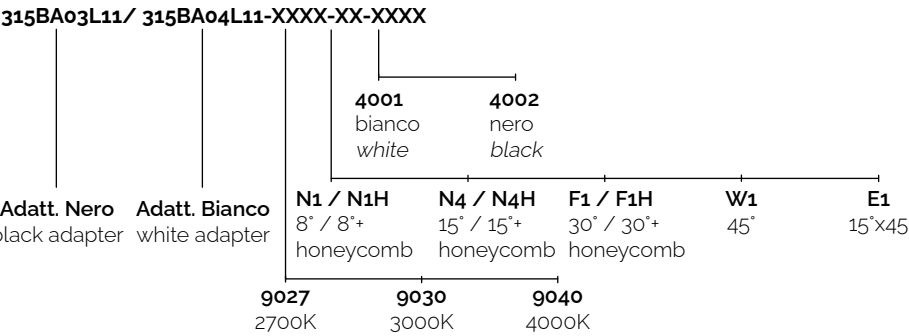 315BA03L11/ 315BA04L11-XXXX-XX-XXXX
4001 4002
bianco nero
white black
Adatt. Nero Adatt. Bianco
black adapter white adapter
N1 / N1H N4 / N4H F1 / F1H W1 E1
8° / 8°+ 15° / 15°+ 30° / 30°+ 45° 15°x45
honeycomb honeycomb honeycomb
9027 9030 9040
2700K 3000K 4000K